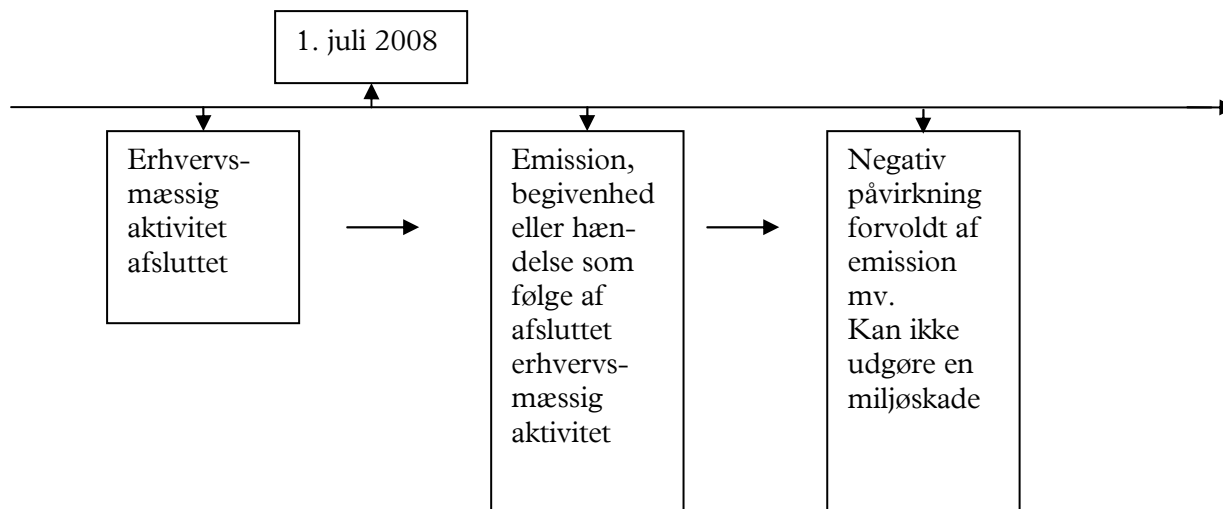 1. juli 2008
Erhvervs-
mæssig
aktivitet
afsluttet
Emission,
begivenhed
eller hæn-
delse som
følge af
afsluttet
erhvervs-
mæssig
aktivitet
Negativ
påvirkning
forvoldt af
emission
mv.
Kan ikke
udgøre en
miljøskade